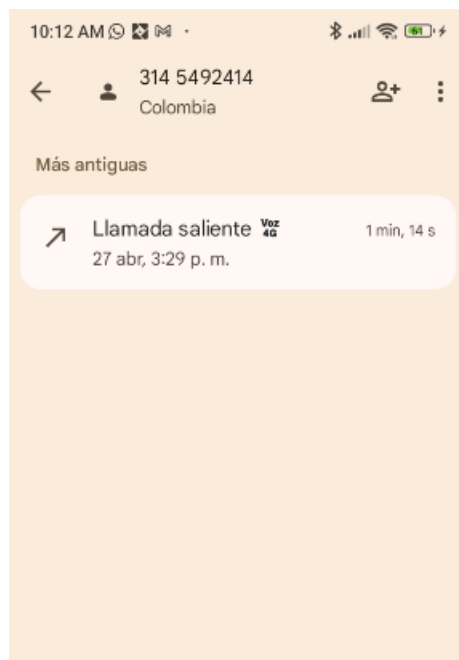 10:12 AM
61
314 5492414
Colombia
Más antiguas
Llamada saliente Voz 4G 1 min, 14 s
27 abr, 3:29 p. m.